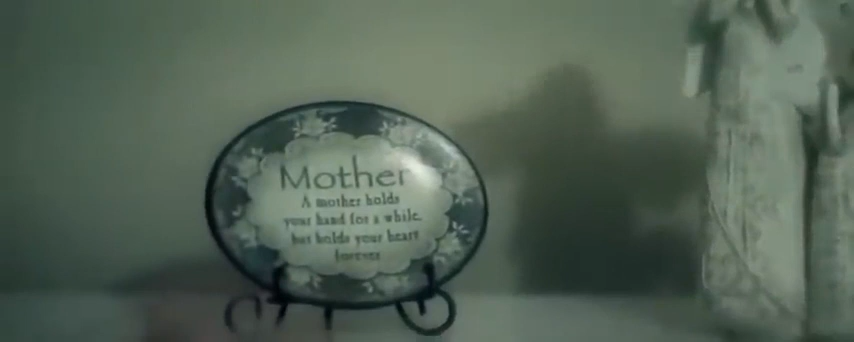 Mother
A mother holds
your hand for a while,
but holds your heart
forever